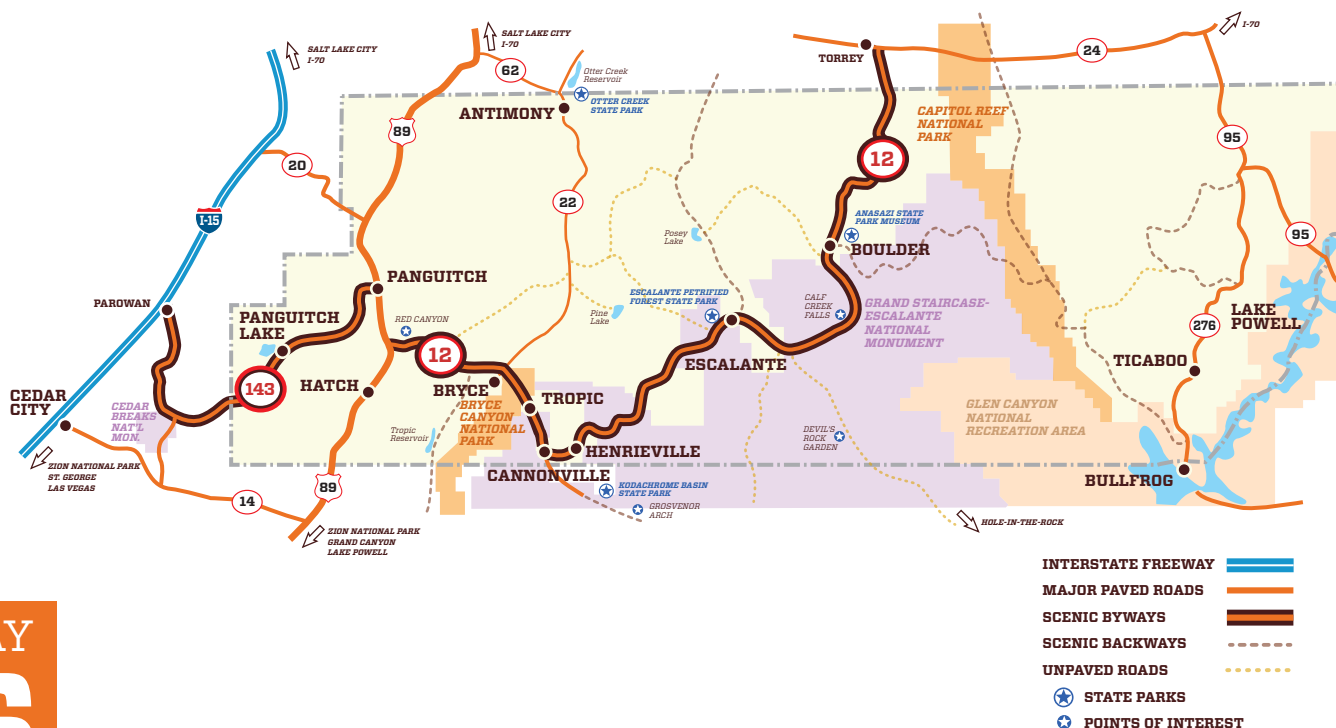 SALT LAKE CITY
I-70
SALT LAKE CITY
I-70
62
Otter Creek
Reservoir
OTTER CREEK
STATE PARK
ANTIMONY
TORREY
24
I-70
89
20
22
I-15
12
CAPITOL REEF
NATIONAL
PARK
95
95
ANASAZI STATE
PARK MUSEUM
BOULDER
Posey
Lake
PANGUITCH
PAROWAN
PANGUITCH
LAKE
RED CANYON
12
ESCALANTE PETRIFIED
FOREST STATE PARK
Pine
Lake
CALF
CREEK
FALLS
GRAND STAIRCASE-
ESCALANTE
NATIONAL
MONUMENT
276
LAKE
POWELL
ESCALANTE
TICABOO
143
HATCH
BRYCE
BRYCE
CANYON
NATIONAL
PARK
TROPIC
CEDAR
CITY
CEDAR
BREAKS
NAT'L
MON.
Tropic
Reservoir
HENRIEVILLE
CANNONVILLE
DEVIL'S
ROCK
GARDEN
GLEN CANYON
NATIONAL
RECREATION AREA
BULLFROG
ZION NATIONAL PARK
ST. GEORGE
LAS VEGAS
14
89
KODACHROME BASIN
STATE PARK
GROSVENOR
ARCH
HOLE-IN-THE-ROCK
ZION NATIONAL PARK
GRAND CANYON
LAKE POWELL
INTERSTATE FREEWAY
MAJOR PAVED ROADS
SCENIC BYWAYS
SCENIC BACKWAYS
UNPAVED ROADS
STATE PARKS
POINTS OF INTEREST
AY